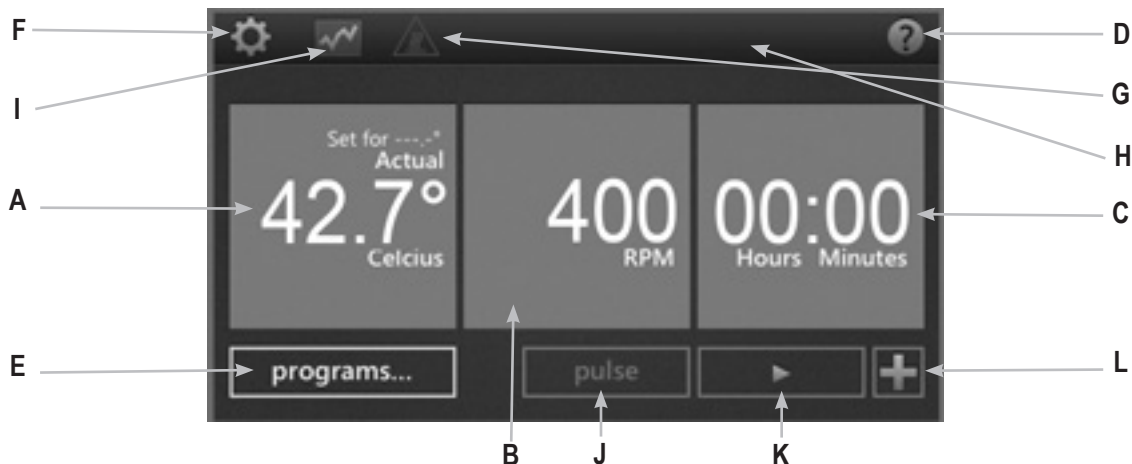 F
D
I
G
H
Set for ---.-°
Actual
A
42.7°
400
00:00
C
Celcius
RPM
Hours Minutes
E
programs...
pulse
L
B
J
K